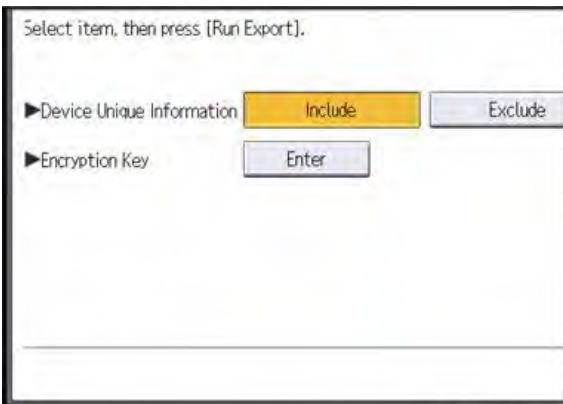 Select item, then press [Run Export].
▶Device Unique Information Include Exclude
▶Encryption Key Enter